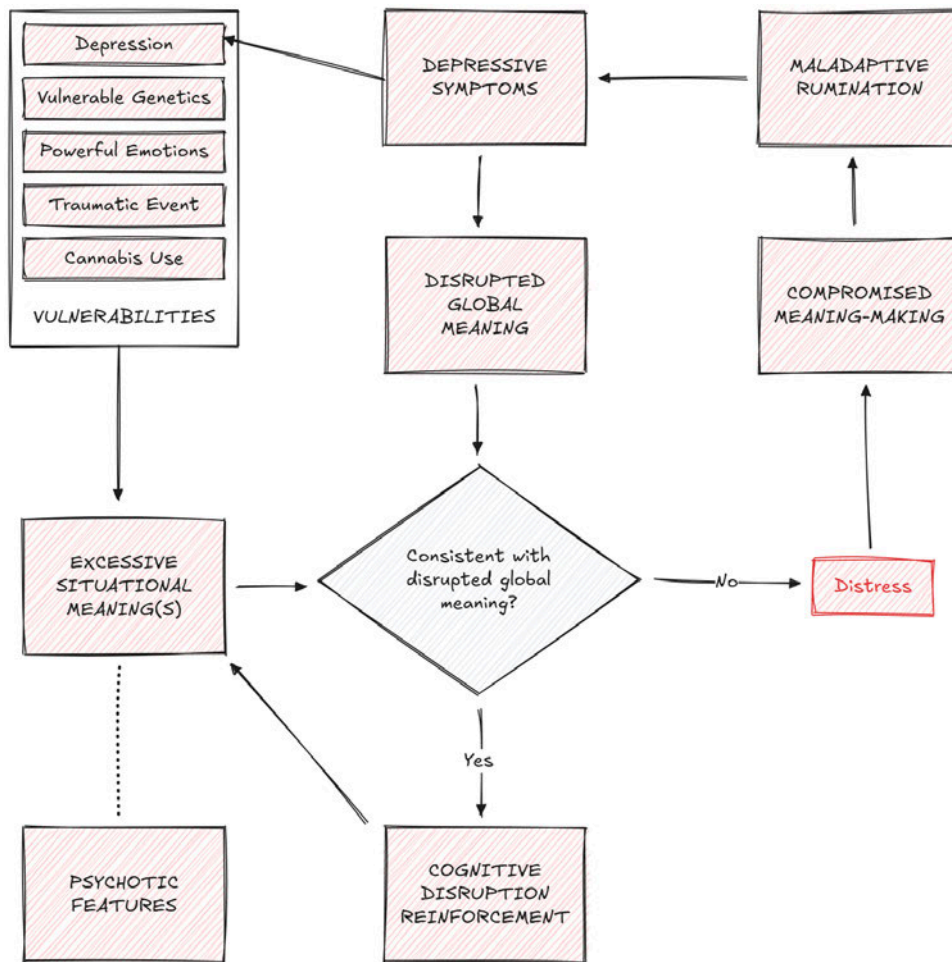 Depression
Vulnerable Genetics
Powerful Emotions
Traumatic Event
Cannabis Use
VULNERABILITIES
DEPRESSIVE
SYMPTOMS
MALADAPTIVE
RUMINATION
DISRUPTED
GLOBAL
MEANING
COMPROMISED
MEANING-MAKING
EXCESSIVE
SITUATIONAL
MEANING(S)
Consistent with
disrupted global
meaning?
No
Distress
Yes
PSYCHOTIC
FEATURES
COGNITIVE
DISRUPTION
REINFORCEMENT